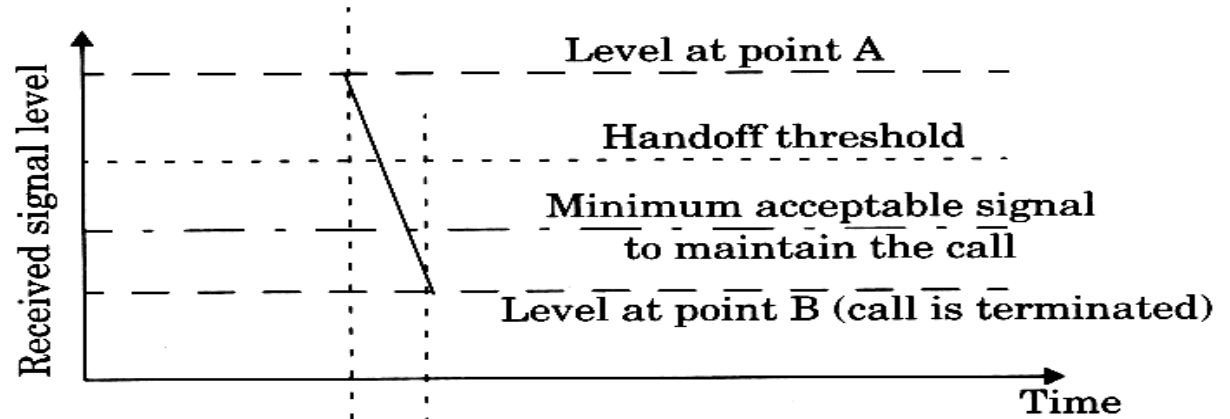 Received signal level
Level at point A
Handoff threshold
Minimum acceptable signal
to maintain the call
Level at point B (call is terminated)
Time